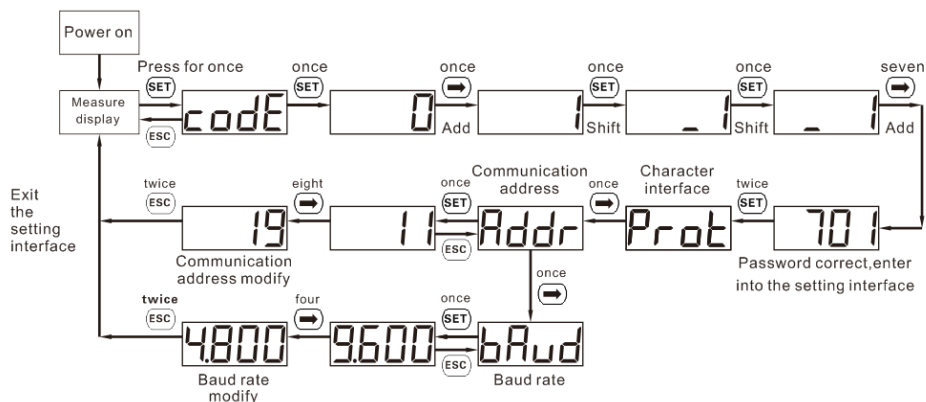 Power on
Press for once
once
once
once
once
seven
SET
SET
SET
SET
Measure
display
codE
0
1
_1
_ 1
ESC
Add
Shift
Shift
Add
Exit
the
setting
interface
twice
ESC
eight
once
SET
Communication
address
once
Character
interface
twice
SET
19
11
Addr
Prot
701
ESC
Communication
address modify
Password correct,enter
into the setting interface
once
twice
ESC
four
once
SET
4.800
9.600
bAud
ESC
Baud rate
modify
Baud rate